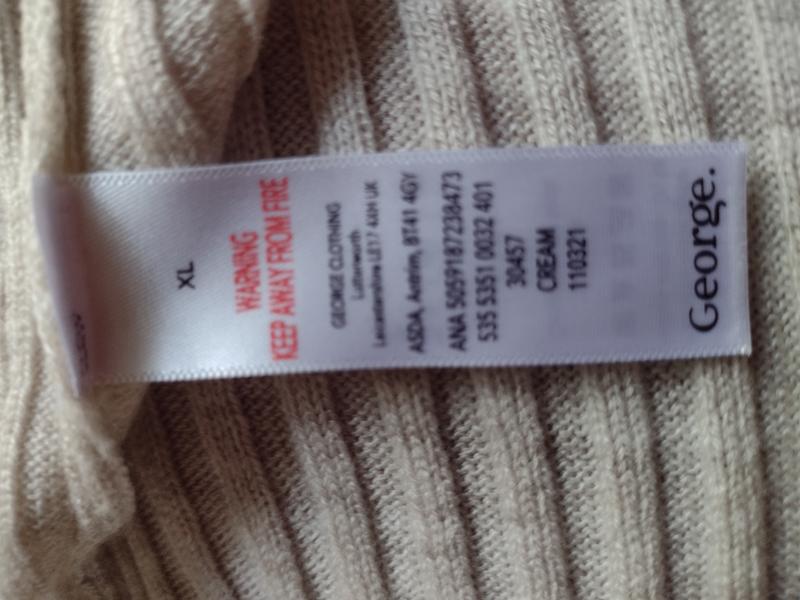 XL
WARNING
KEEP AWAY FROM FIRE
GEORGE CLOTHING
Lutterworth
Leicestershire LE17 4XH UK
ASDA, Antrim, BT41 4GY
ANA 5059187238473
535 5351 0032 401
30457
CREAM
110321
George.